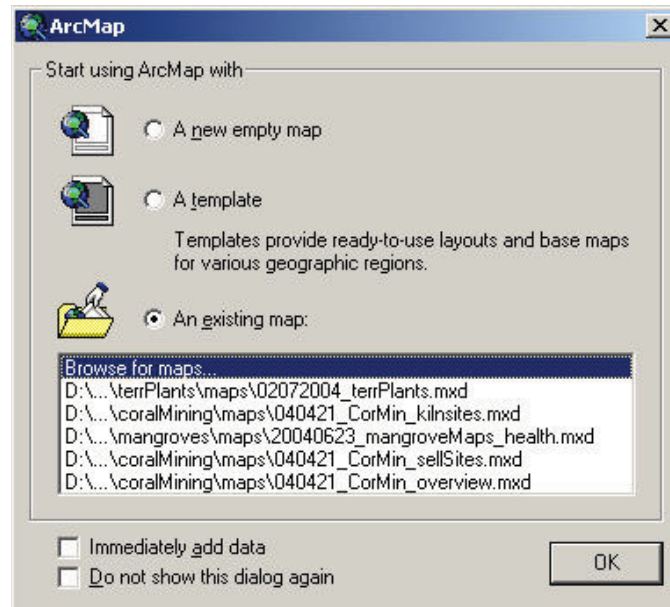 ArcMap
Start using ArcMap with
A new empty map
A template
Templates provide ready-to-use layouts and base maps
for various geographic regions.
An existing map:
Browse for maps...
D:\...\terrPlants\maps\02072004_terrPlants.mxd
D:\...\coralMining\maps\040421_CorMin_kilnsites.mxd
D:\...\mangroves\maps\20040623_mangroveMaps_health.mxd
D:\...\coralMining\maps\040421_CorMin_sellSites.mxd
D:\...\coralMining\maps\040421_CorMin_overview.mxd
Immediately add data
Do not show this dialog again
OK